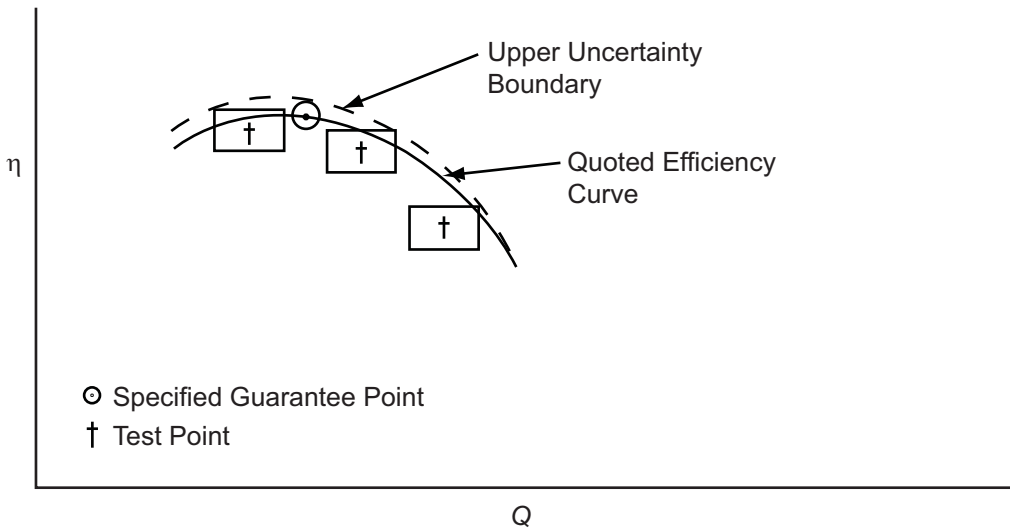 Upper Uncertainty
Boundary
η
Quoted Efficiency
Curve
Specified Guarantee Point
† Test Point
Q